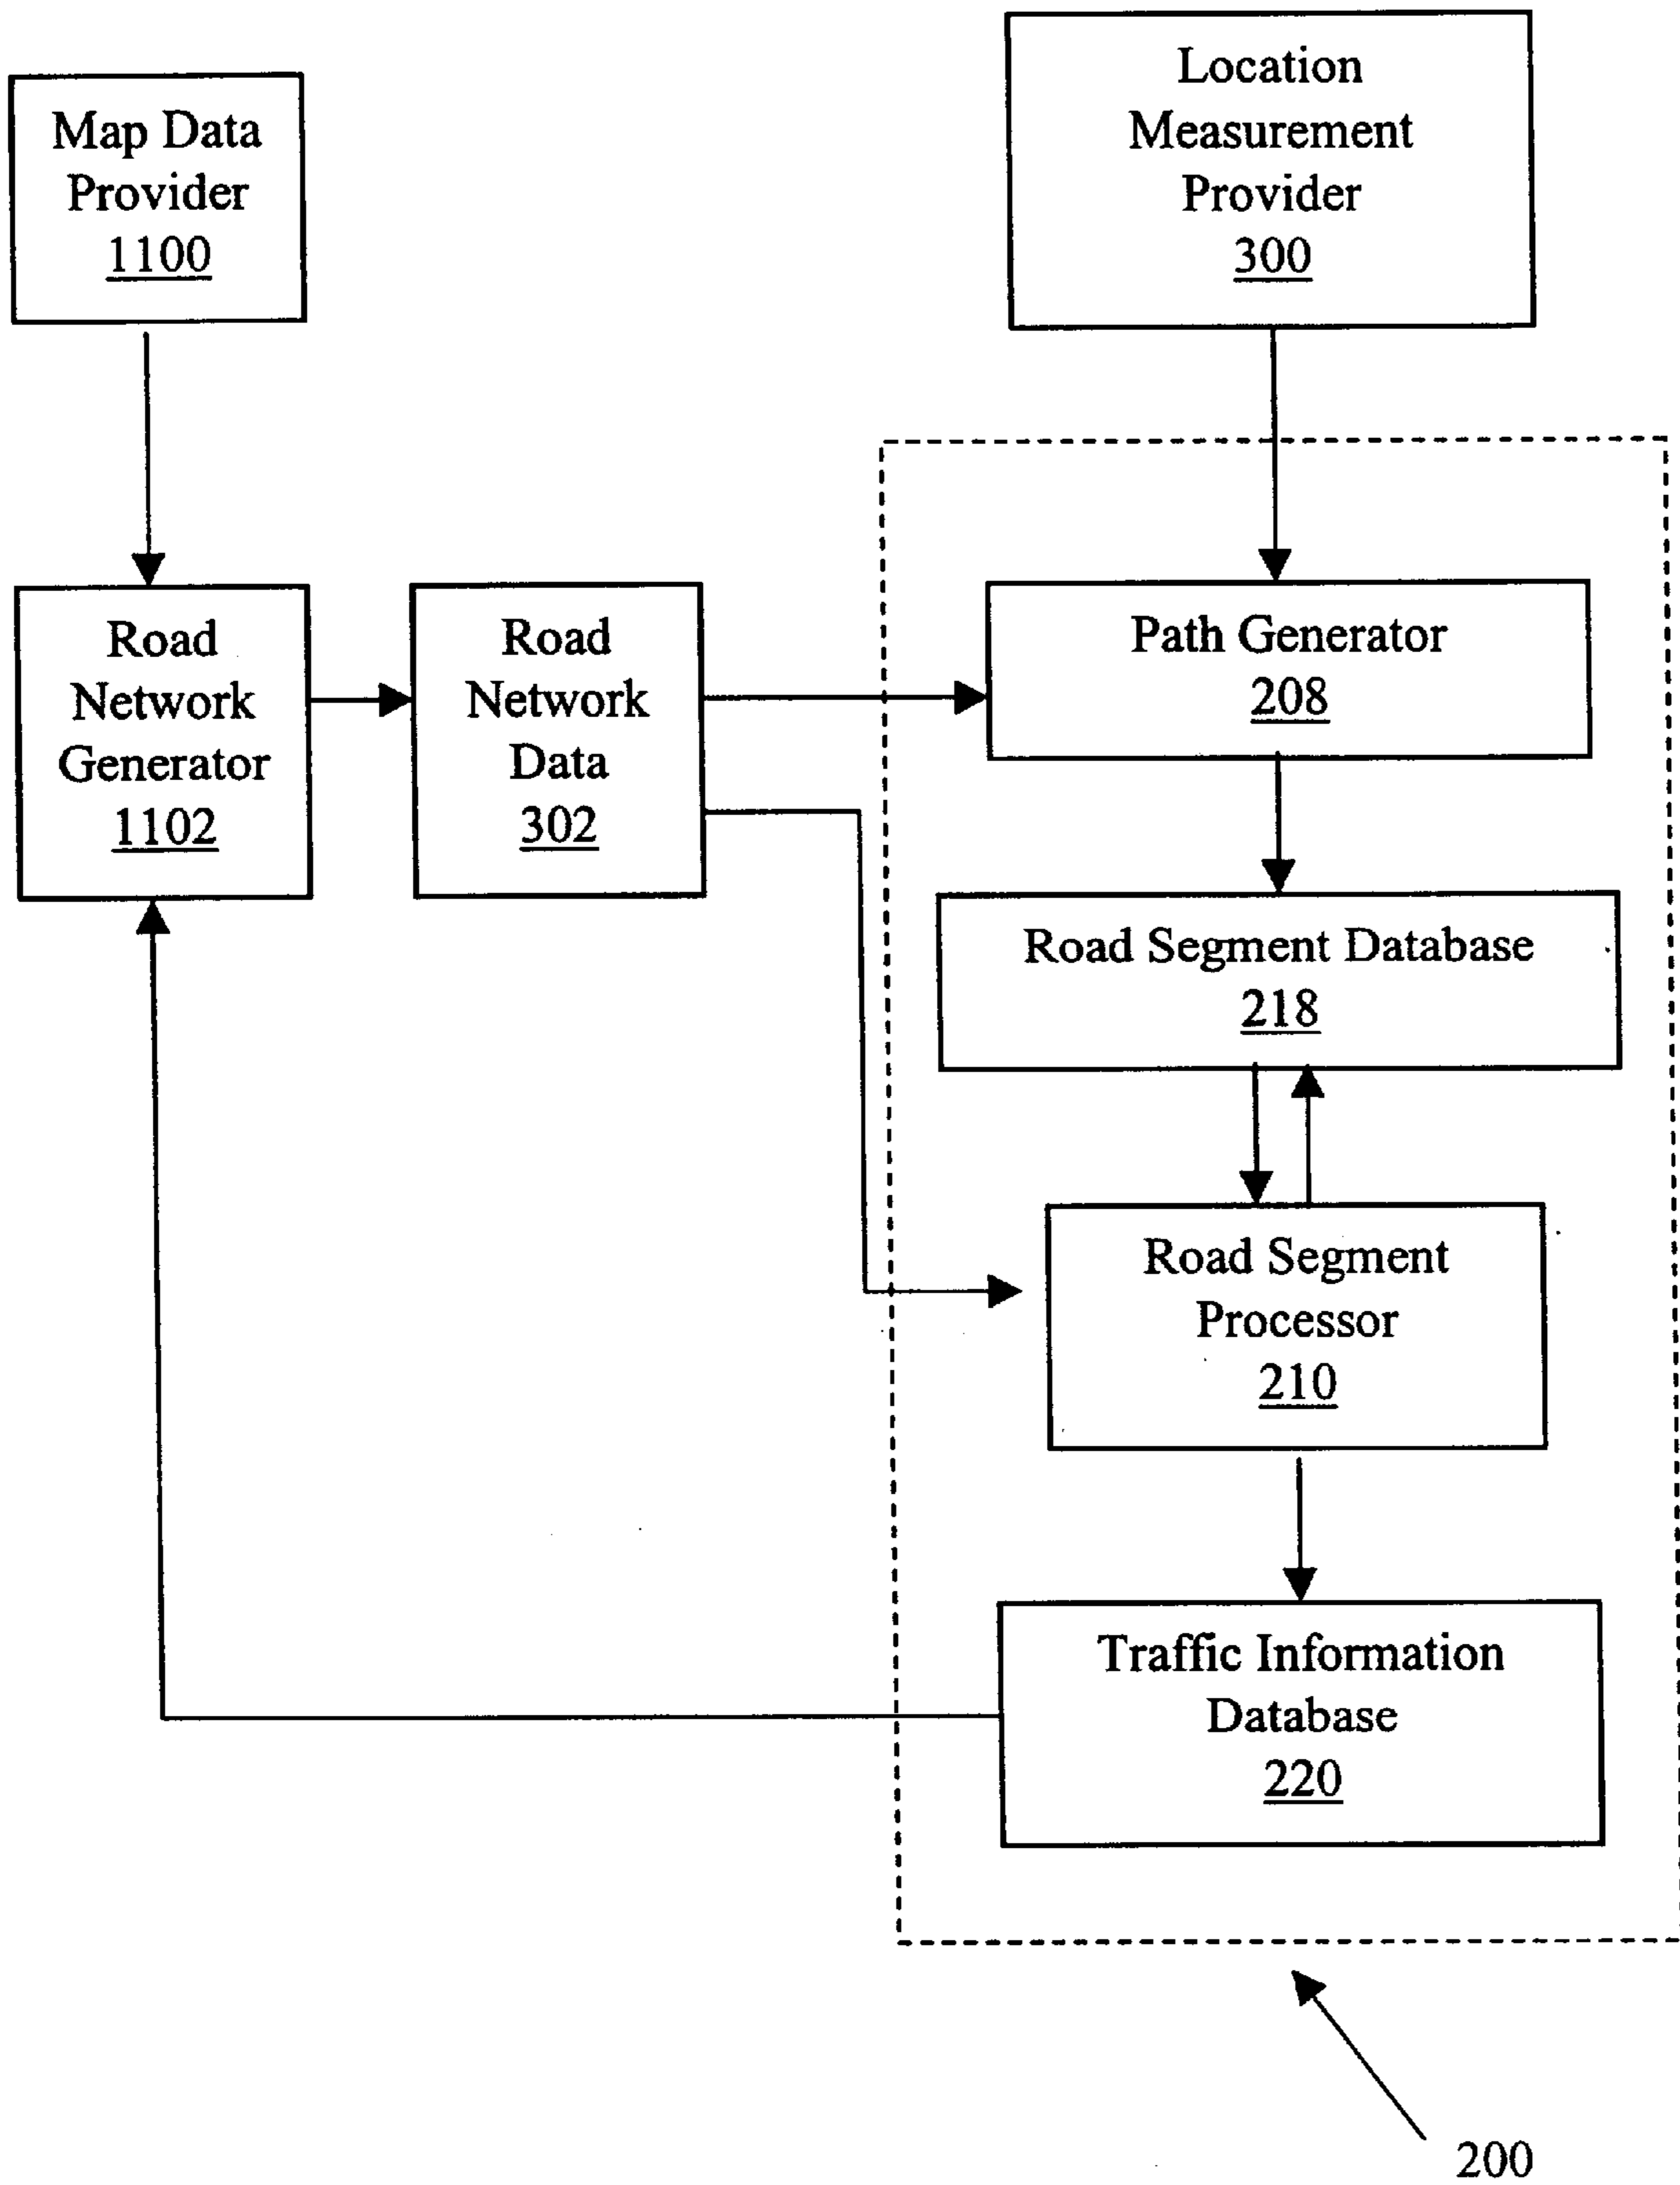 Map Data
Provider
1100
Location
Measurement
Provider
300
Road
Network
Generator
1102
Road
Network
Data
302
Path Generator
208
Road Segment Database
218
Road Segment
Processor
210
Traffic Information
Database
220
200